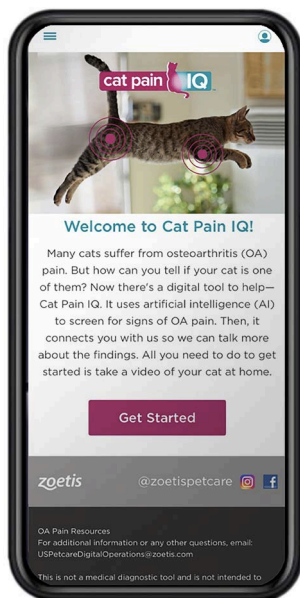 cat pain IQ
Welcome to Cat Pain IQ!
Many cats suffer from osteoarthritis (OA)
pain. But how can you tell if your cat is one
of them? Now there's a digital tool to help—
Cat Pain IQ. It uses artificial intelligence (AI)
to screen for signs of OA pain. Then, it
connects you with us so we can talk more
about the findings. All you need to do to get
started is take a video of your cat at home.
Get Started
zoetis
@zoetispetcare
OA Pain Resources
For additional information or any other questions, email:
USPetcareDigitalOperations@zoetis.com
This is not a medical diagnostic tool and is not intended to